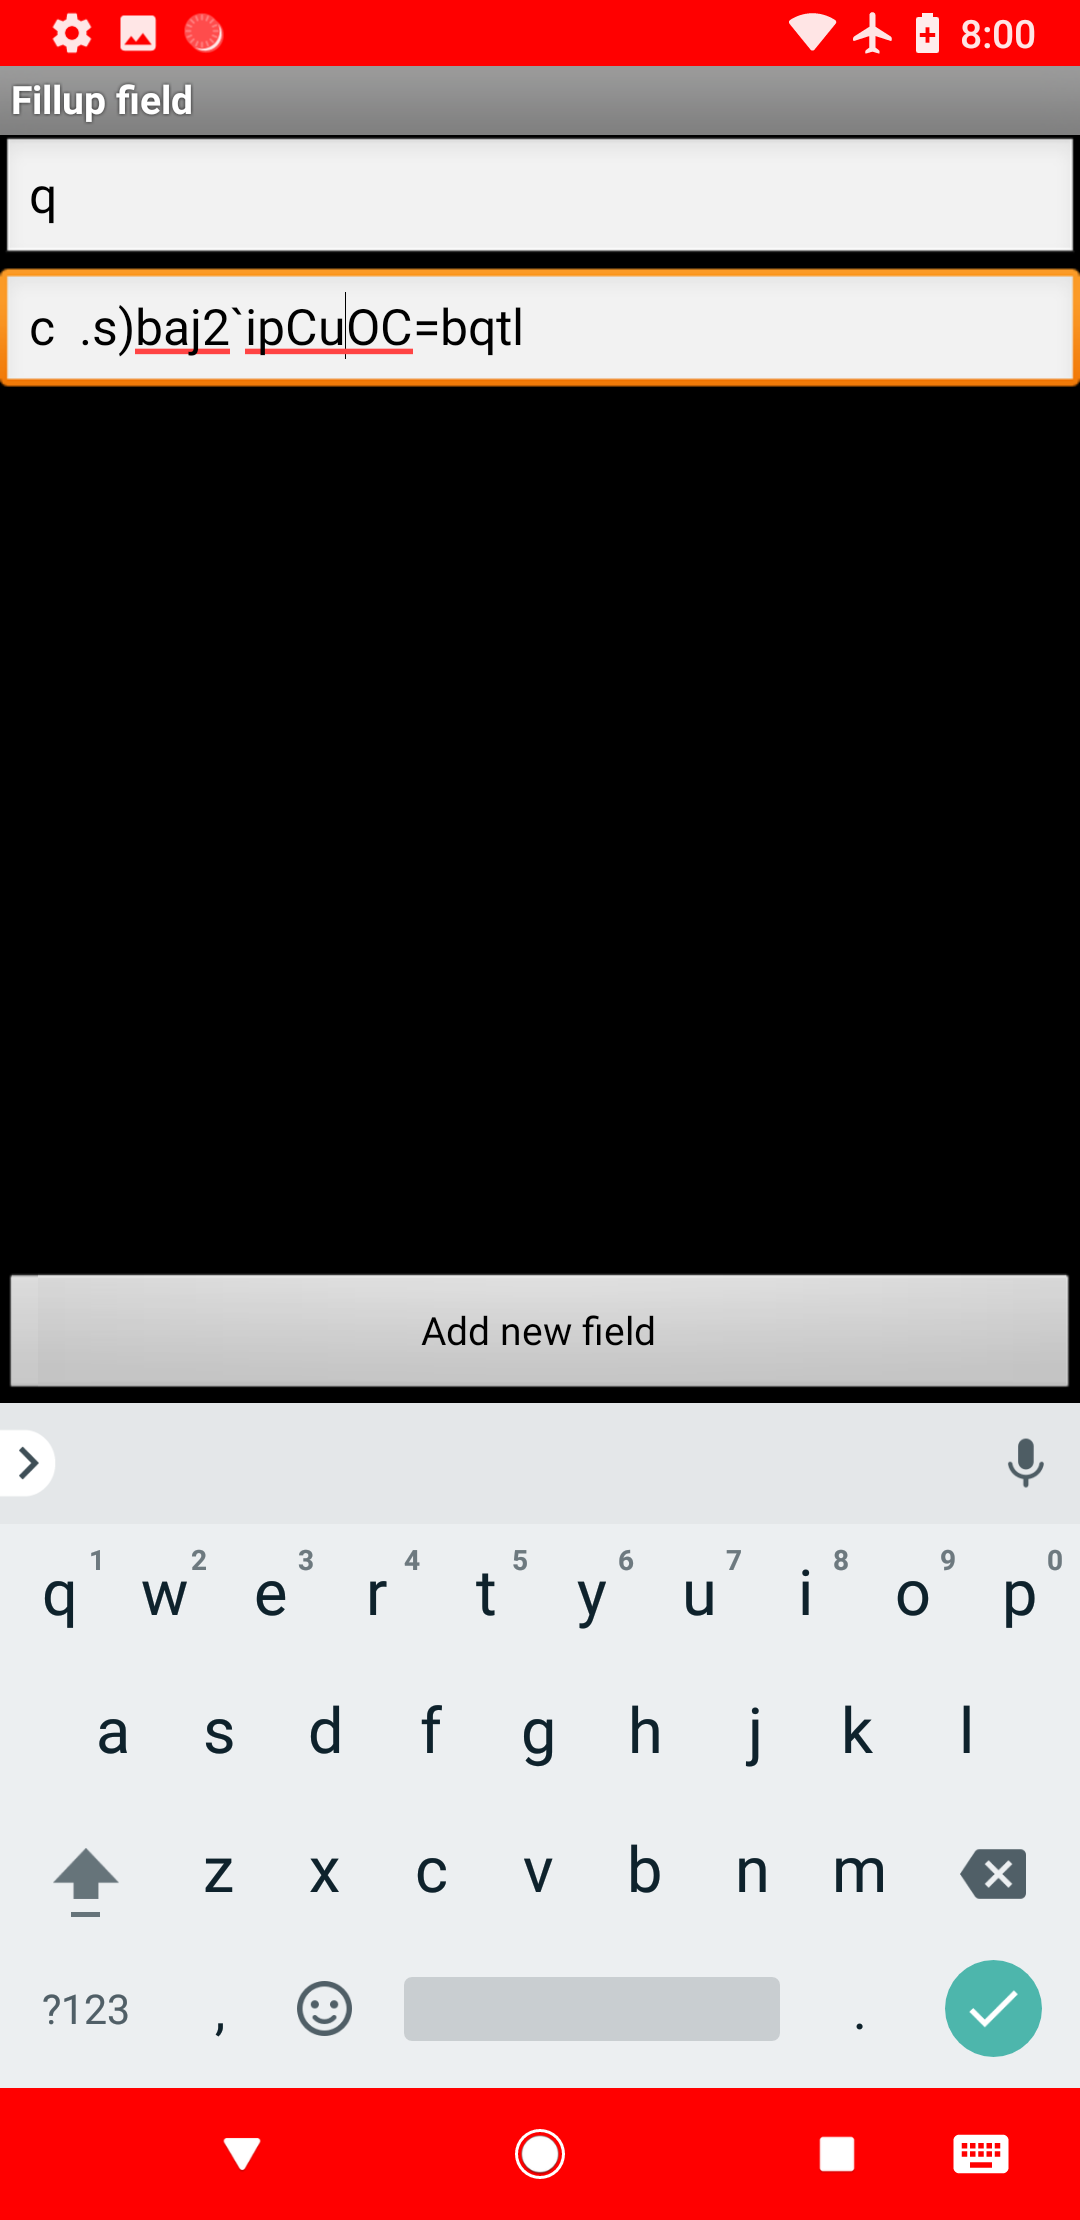 8:00
Fillup field
q
c  .s)baj2`ipCuOC=bqtl
Add new field
1 2 3 4 5 6 7 8 9 0
q w e r t y u i o p
a s d f g h j k l
z x c v b n m
?123 , .